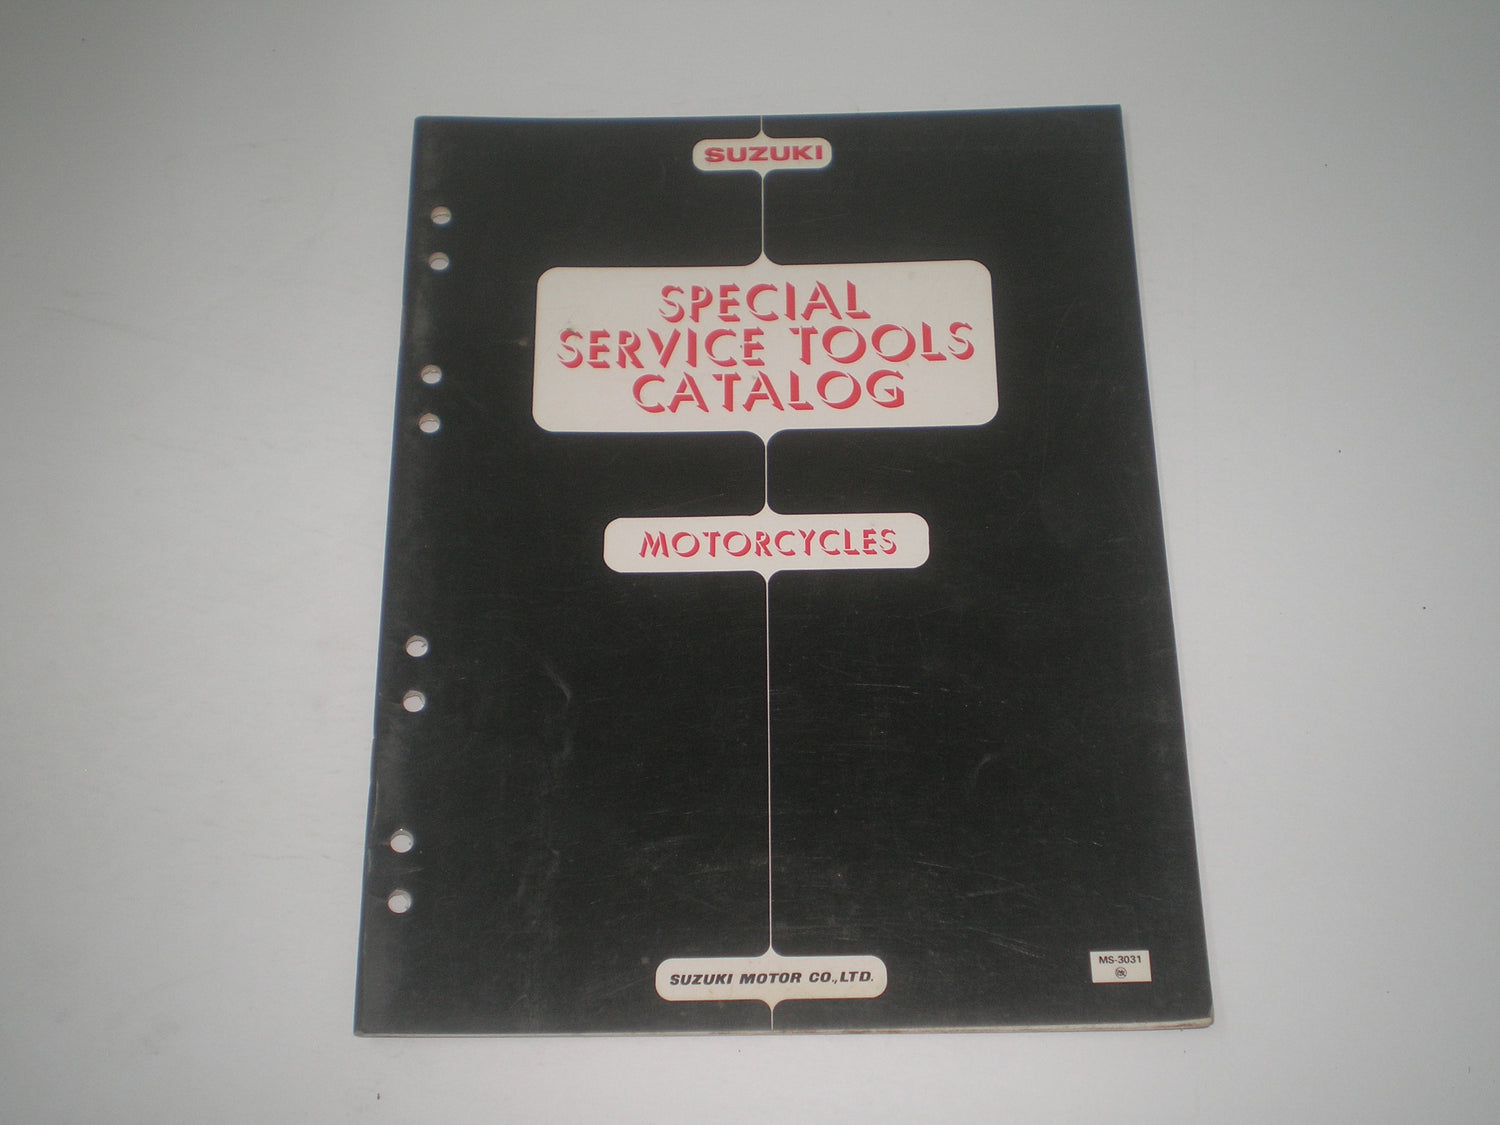 SUZUKI
SPECIAL
SERVICE TOOLS
CATALOG
MOTORCYCLES
SUZUKI MOTOR CO.,LTD.
MS-3031